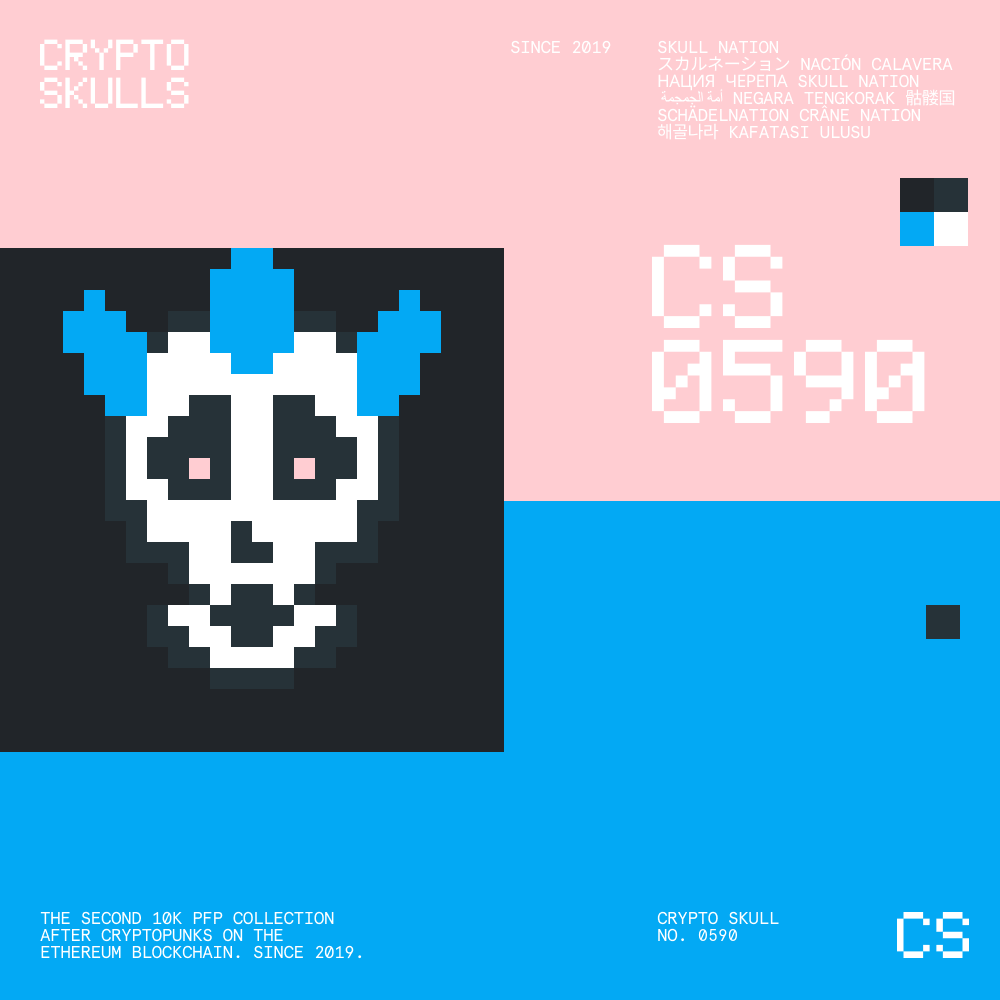 CRYPTO
SKULLS
SINCE 2019
SKULL NATION
スカルネーション NACIÓN CALAVERA
НАЦИЯ ЧЕРЕПА SKULL NATION
أمة الجمجمة NEGARA TENGKORAK 骷髅国
SCHÄDELNATION CRÂNE NATION
해골나라 KAFATASI ULUSU
CS
0590
THE SECOND 10K PFP COLLECTION
AFTER CRYPTOPUNKS ON THE
ETHEREUM BLOCKCHAIN. SINCE 2019.
CRYPTO SKULL
NO. 0590
CS